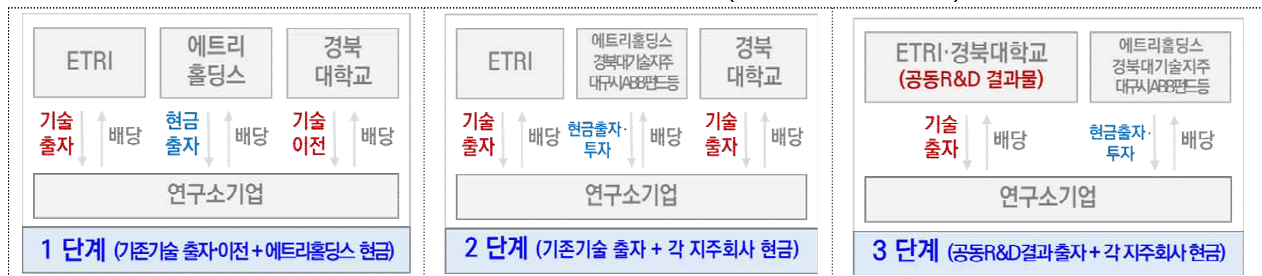 ETRI
에트리
홀딩스
경북
대학교
기술
출자
배당
현금
출자
배당
기술
이전
배당
연구소기업
1 단계 (기존기술 출자·이전 + 에트리홀딩스 현금)
ETRI
에트리홀딩스
경북대기술지주
대구시ABB펀드등
경북
대학교
기술
출자
배당
현금출자·
투자
배당
기술
출자
배당
연구소기업
2 단계 (기존기술 출자 + 각 지주회사 현금)
ETRI·경북대학교
(공동R&D 결과물)
에트리홀딩스
경북대기술지주
대구시ABB펀드등
기술
출자
배당
현금출자·
투자
배당
연구소기업
3 단계 (공동R&D결과 출자 + 각 지주회사 현금)